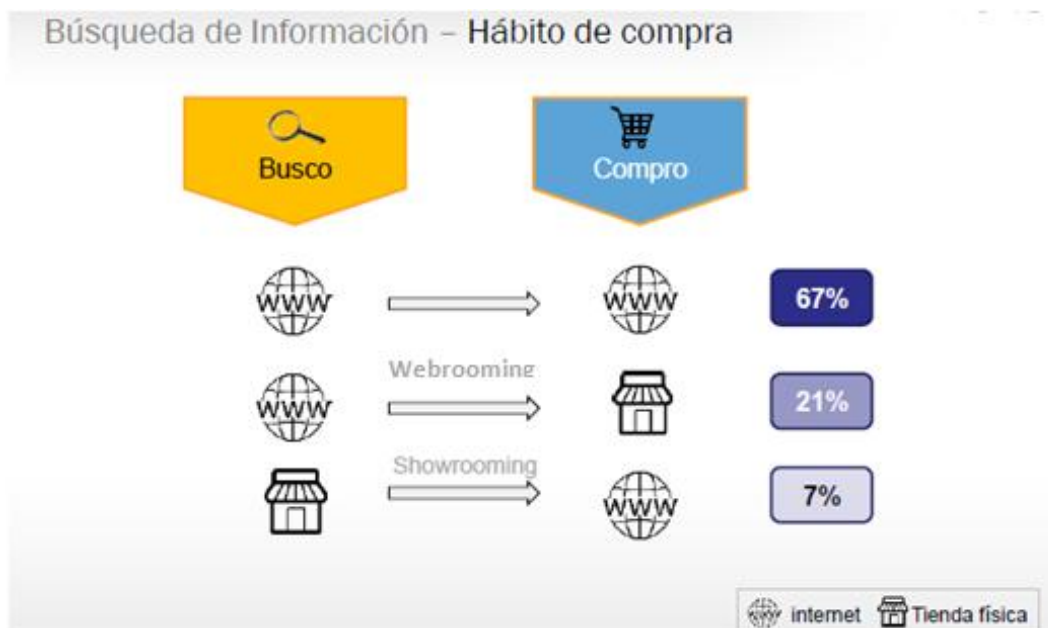 Búsqueda de Información – Hábito de compra
Busco
Compro
www
www
67%
Webrooming
www
21%
Showrooming
www
7%
www internet
Tienda física